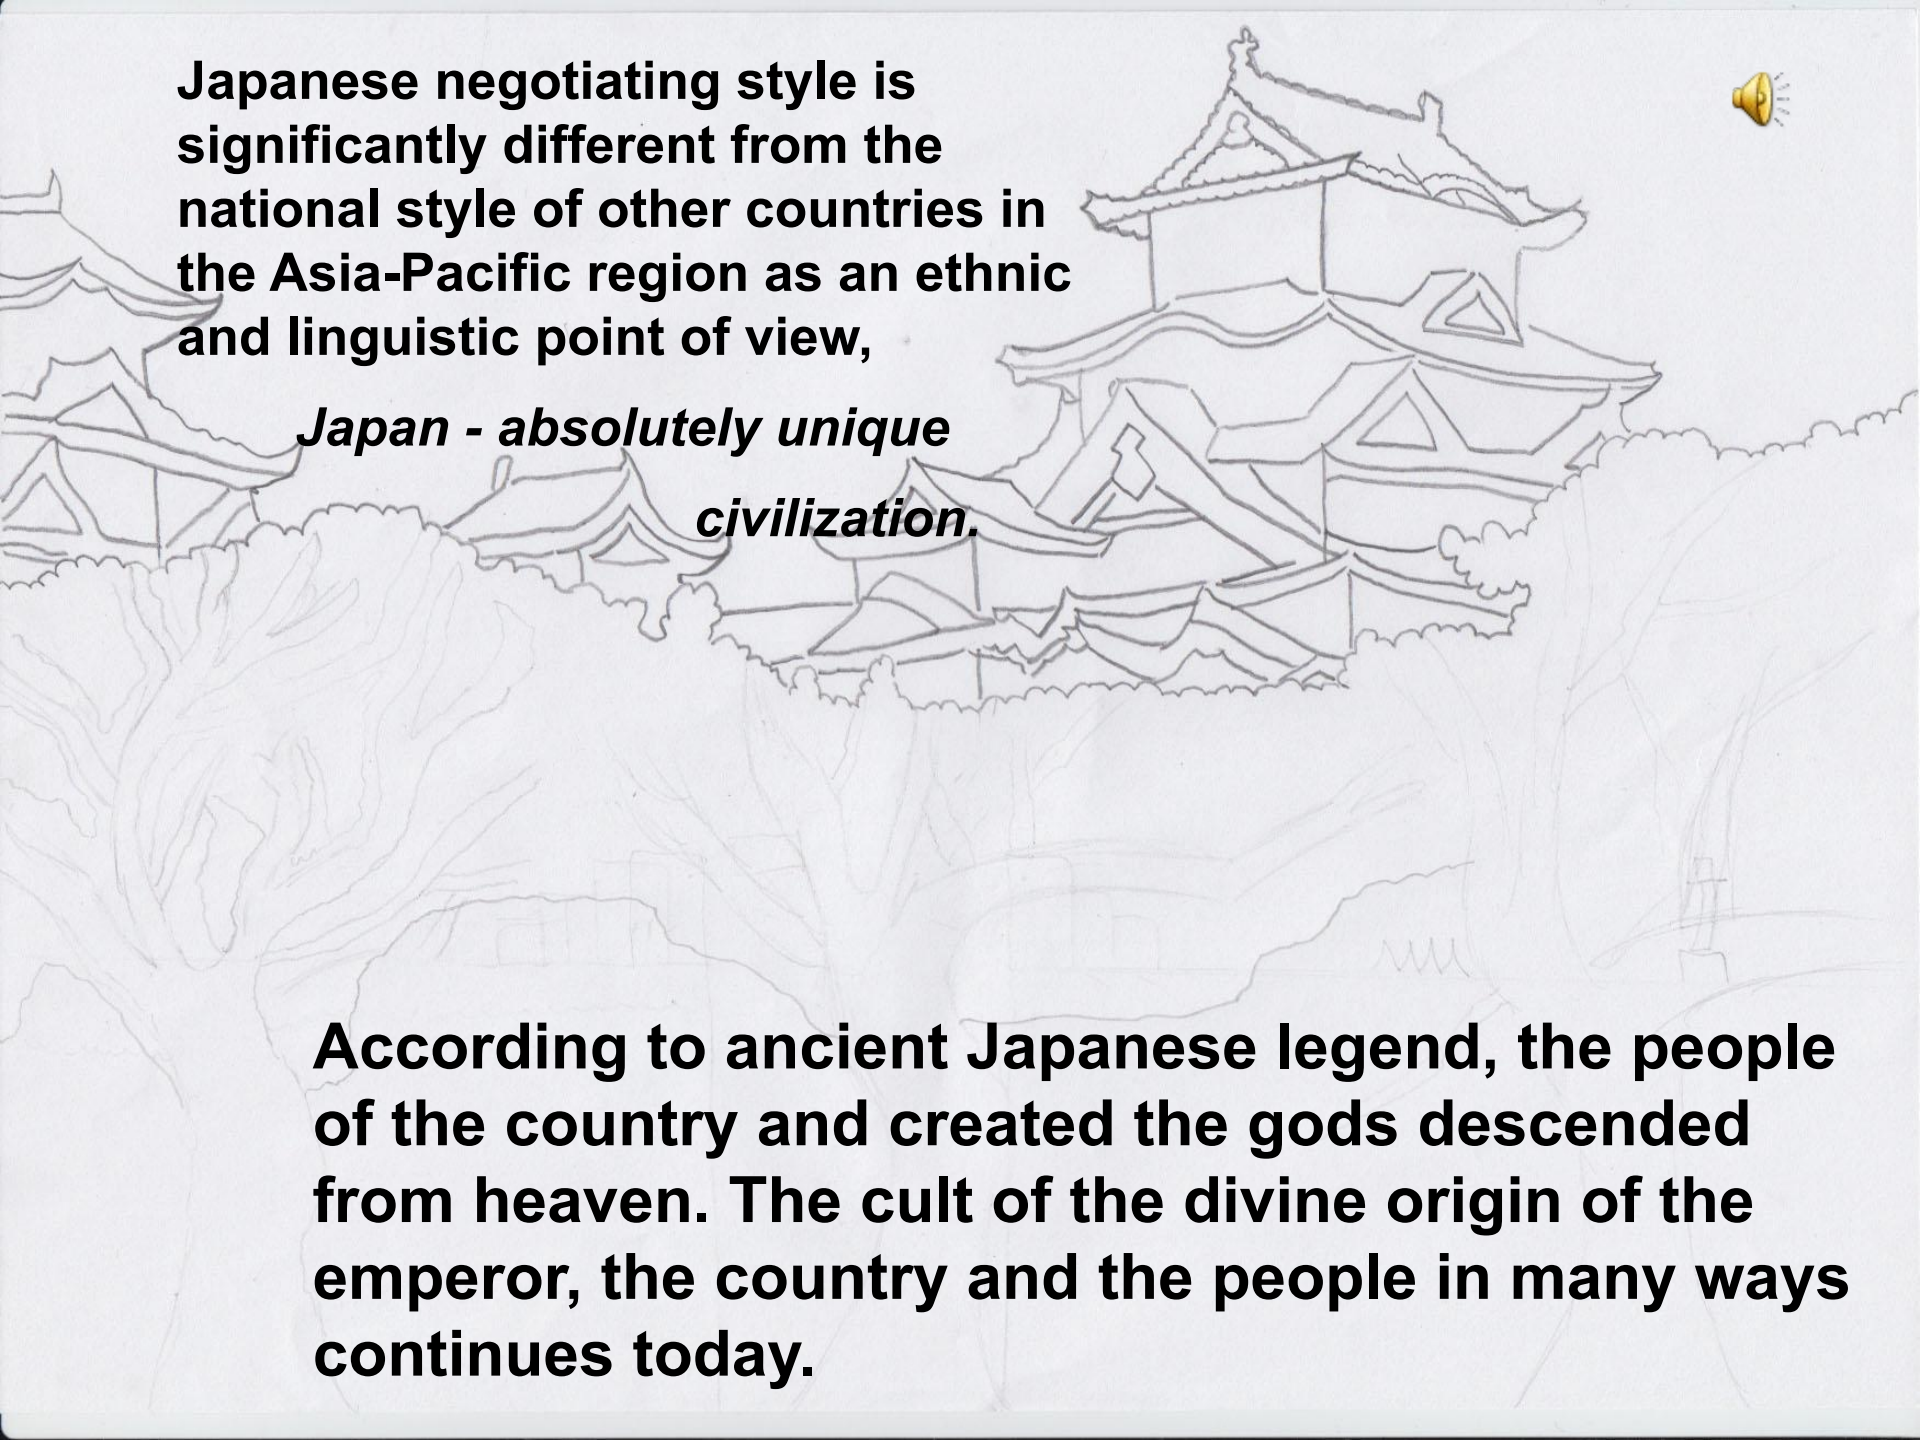 Japanese negotiating style is
significantly different from the
national style of other countries in
the Asia-Pacific region as an ethnic
and linguistic point of view,
Japan - absolutely unique
civilization.
According to ancient Japanese legend, the people
of the country and created the gods descended
from heaven. The cult of the divine origin of the
emperor, the country and the people in many ways
continues today.